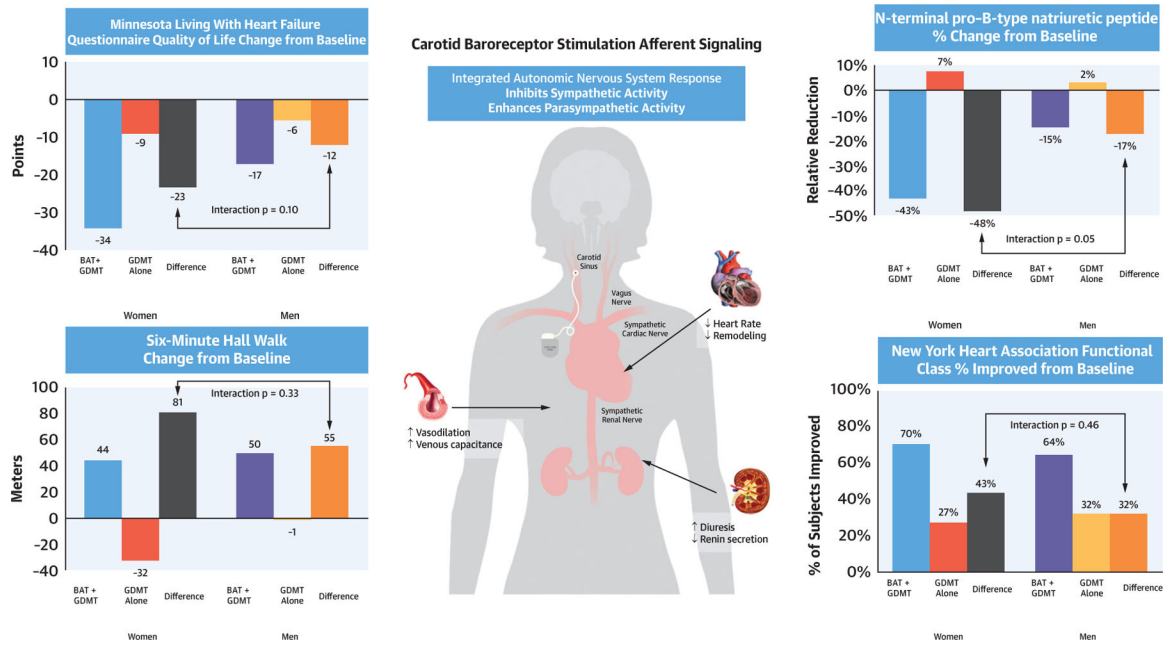 Minnesota Living With Heart Failure
Questionnaire Quality of Life Change from Baseline
10
0
-10
-20
-30
-40
Points
-34
-9
-23
-17
-6
-12
Interaction p = 0.10
BAT+
GDMT
GDMT
Alone
Difference
BAT +
GDMT
GDMT
Alone
Difference
Women
Men
Six-Minute Hall Walk
Change from Baseline
100
80
60
40
20
0
-20
-40
Meters
44
-32
81
50
-1
55
Interaction p = 0.33
BAT +
GDMT
GDMT
Alone
Difference
BAT +
GDMT
GDMT
Alone
Difference
Women
Men
Carotid Baroreceptor Stimulation Afferent Signaling
Integrated Autonomic Nervous System Response
Inhibits Sympathetic Activity
Enhances Parasympathetic Activity
Carotid
Sinus
Vagus
Nerve
Sympathetic
Cardiac Nerve
↓ Heart Rate
↓ Remodeling
Sympathetic
Renal Nerve
↑ Vasodilation
↑ Venous capacitance
↑ Diuresis
↓ Renin secretion
N-terminal pro-B-type natriuretic peptide
% Change from Baseline
10%
0%
-10%
-20%
-30%
-40%
-50%
Relative Reduction
-43%
7%
-48%
-15%
2%
-17%
Interaction p = 0.05
BAT +
GDMT
GDMT
Alone
Difference
BAT +
GDMT
GDMT
Alone
Difference
Women
Men
New York Heart Association Functional
Class % Improved from Baseline
100%
80%
60%
40%
20%
0%
% of Subjects Improved
70%
27%
43%
64%
32%
32%
Interaction p = 0.46
BAT +
GDMT
GDMT
Alone
Difference
BAT +
GDMT
GDMT
Alone
Difference
Women
Men